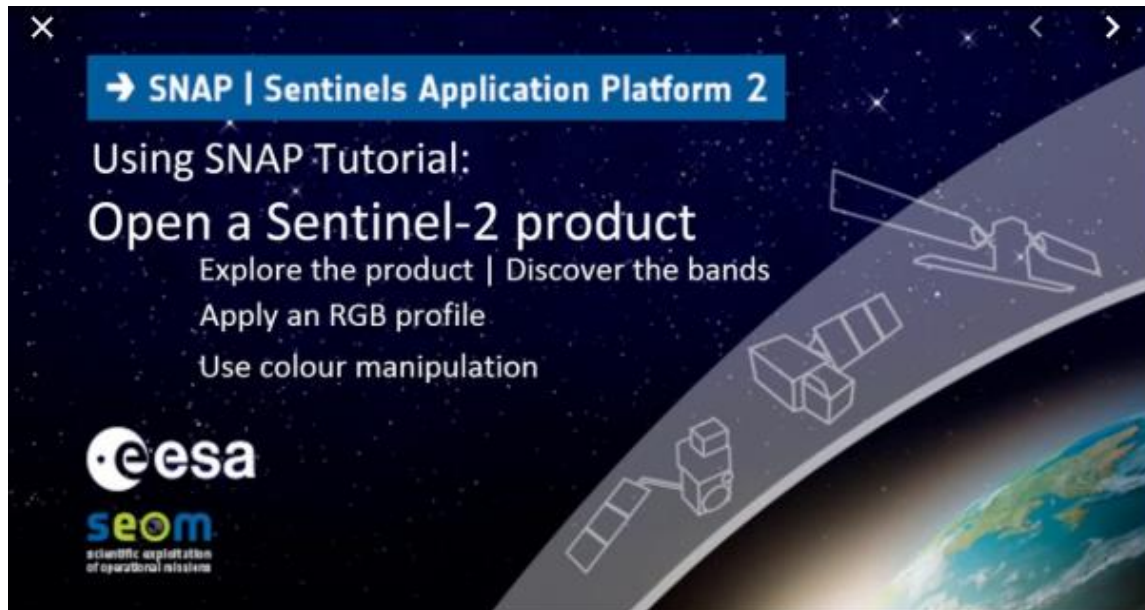 → SNAP | Sentinels Application Platform 2
Using SNAP Tutorial:
Open a Sentinel-2 product
Explore the product | Discover the bands
Apply an RGB profile
Use colour manipulation
esa
seom
scientific exploitation
of operational missions